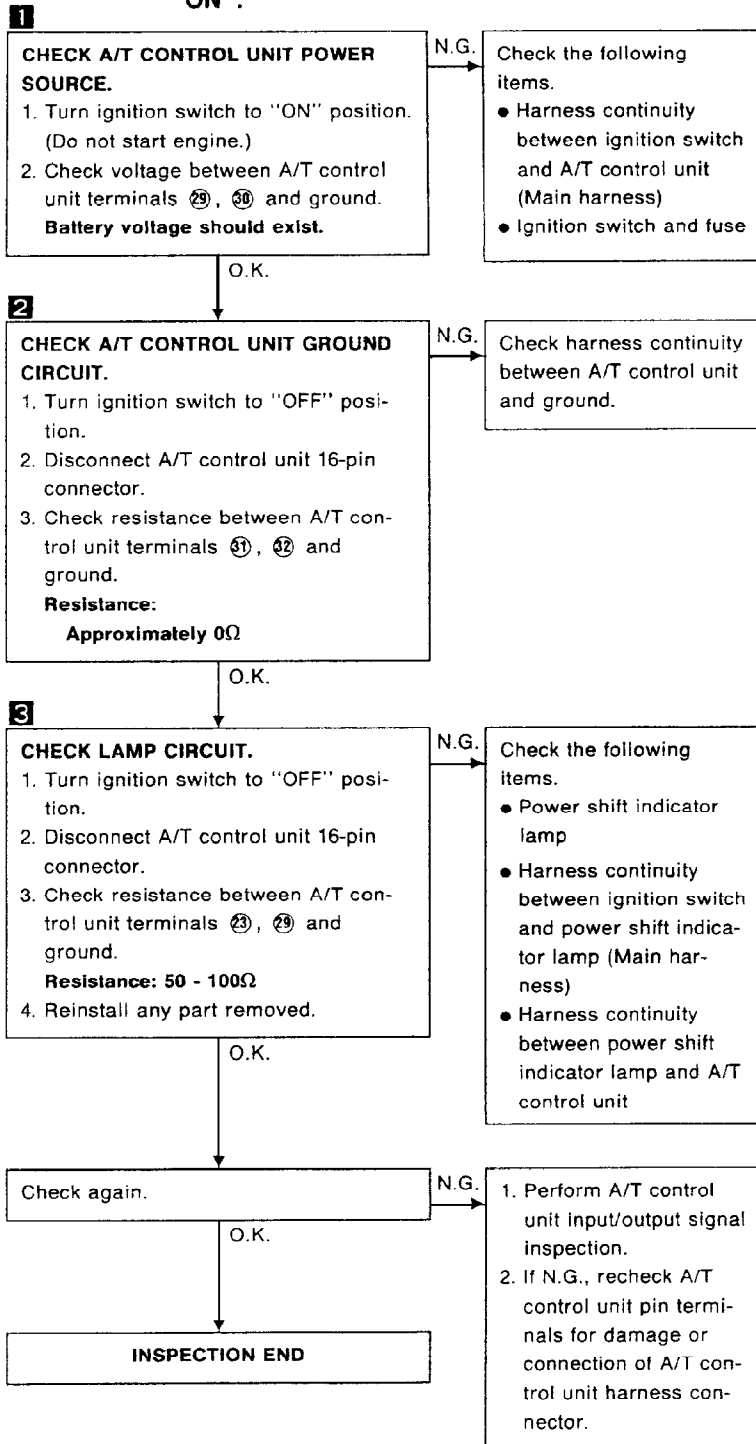 ON".
1
CHECK A/T CONTROL UNIT POWER
SOURCE.
1. Turn ignition switch to "ON" position.
(Do not start engine.)
2. Check voltage between A/T control
unit terminals ㉙, ㉚ and ground.
Battery voltage should exist.
N.G.
Check the following
items.
● Harness continuity
between ignition switch
and A/T control unit
(Main harness)
● Ignition switch and fuse
O.K.
2
CHECK A/T CONTROL UNIT GROUND
CIRCUIT.
1. Turn ignition switch to "OFF" posi-
tion.
2. Disconnect A/T control unit 16-pin
connector.
3. Check resistance between A/T con-
trol unit terminals ㉛, ㉜ and
ground.
Resistance:
Approximately 0Ω
N.G.
Check harness continuity
between A/T control unit
and ground.
O.K.
3
CHECK LAMP CIRCUIT.
1. Turn ignition switch to "OFF" posi-
tion.
2. Disconnect A/T control unit 16-pin
connector.
3. Check resistance between A/T con-
trol unit terminals ㉓, ㉙ and
ground.
Resistance: 50 - 100Ω
4. Reinstall any part removed.
N.G.
Check the following
items.
● Power shift indicator
lamp
● Harness continuity
between ignition switch
and power shift indica-
tor lamp (Main har-
ness)
● Harness continuity
between power shift
indicator lamp and A/T
control unit
O.K.
Check again.
N.G.
1. Perform A/T control
unit input/output signal
inspection.
2. If N.G., recheck A/T
control unit pin termi-
nals for damage or
connection of A/T con-
trol unit harness con-
nector.
O.K.
INSPECTION END